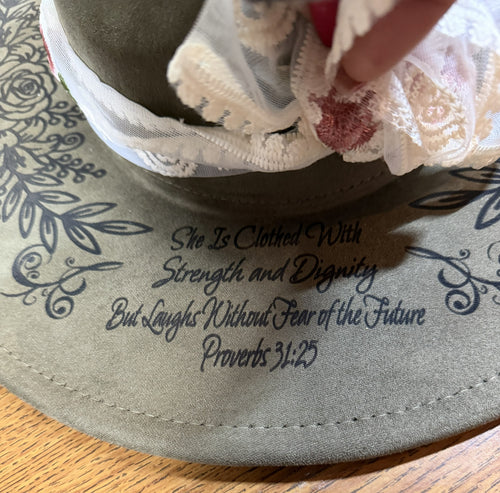 She Is Clothed With
Strength and Dignity
But Laughs Without Fear of the Future
Proverbs 31:25